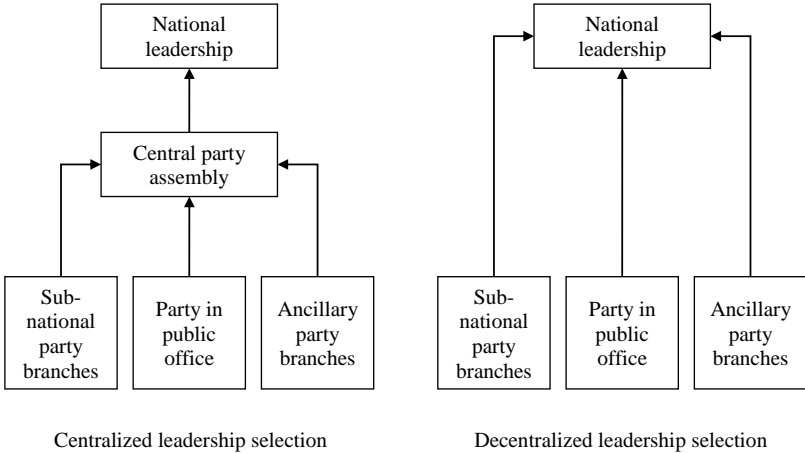 National
leadership
Central party
assembly
Sub-
national
party
branches
Party in
public
office
Ancillary
party
branches
Centralized leadership selection
National
leadership
Sub-
national
party
branches
Party in
public
office
Ancillary
party
branches
Decentralized leadership selection